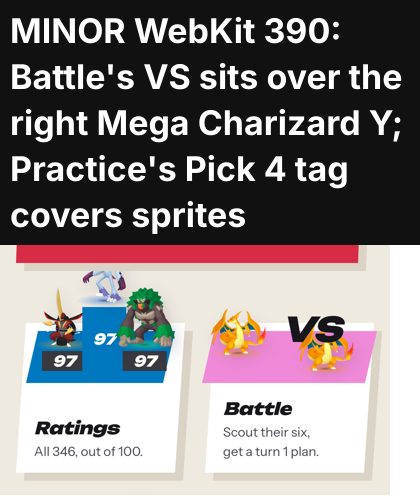 MINOR WebKit 390:
Battle's VS sits over the
right Mega Charizard Y;
Practice's Pick 4 tag
covers sprites
97
97
97
VS
Ratings
All 346, out of 100.
Battle
Scout their six,
get a turn 1 plan.